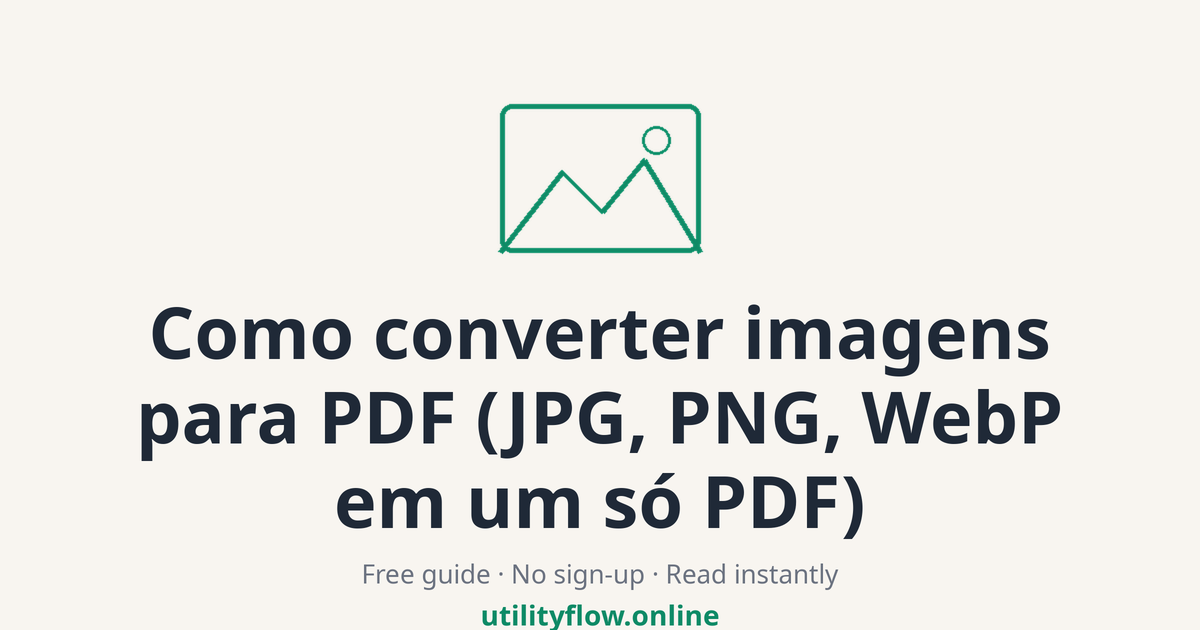 Como converter imagens
para PDF (JPG, PNG, WebP
em um só PDF)
Free guide · No sign-up · Read instantly
utilityflow.online